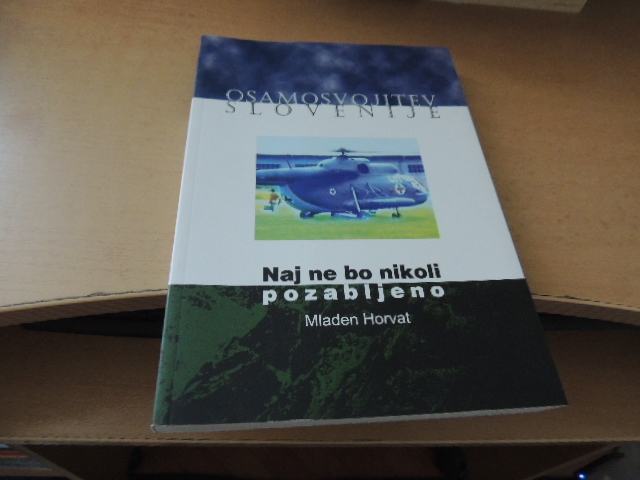 OSAMOSVOJITEV
SLOVENIJE
Naj ne bo nikoli
pozabljeno
Mladen Horvat